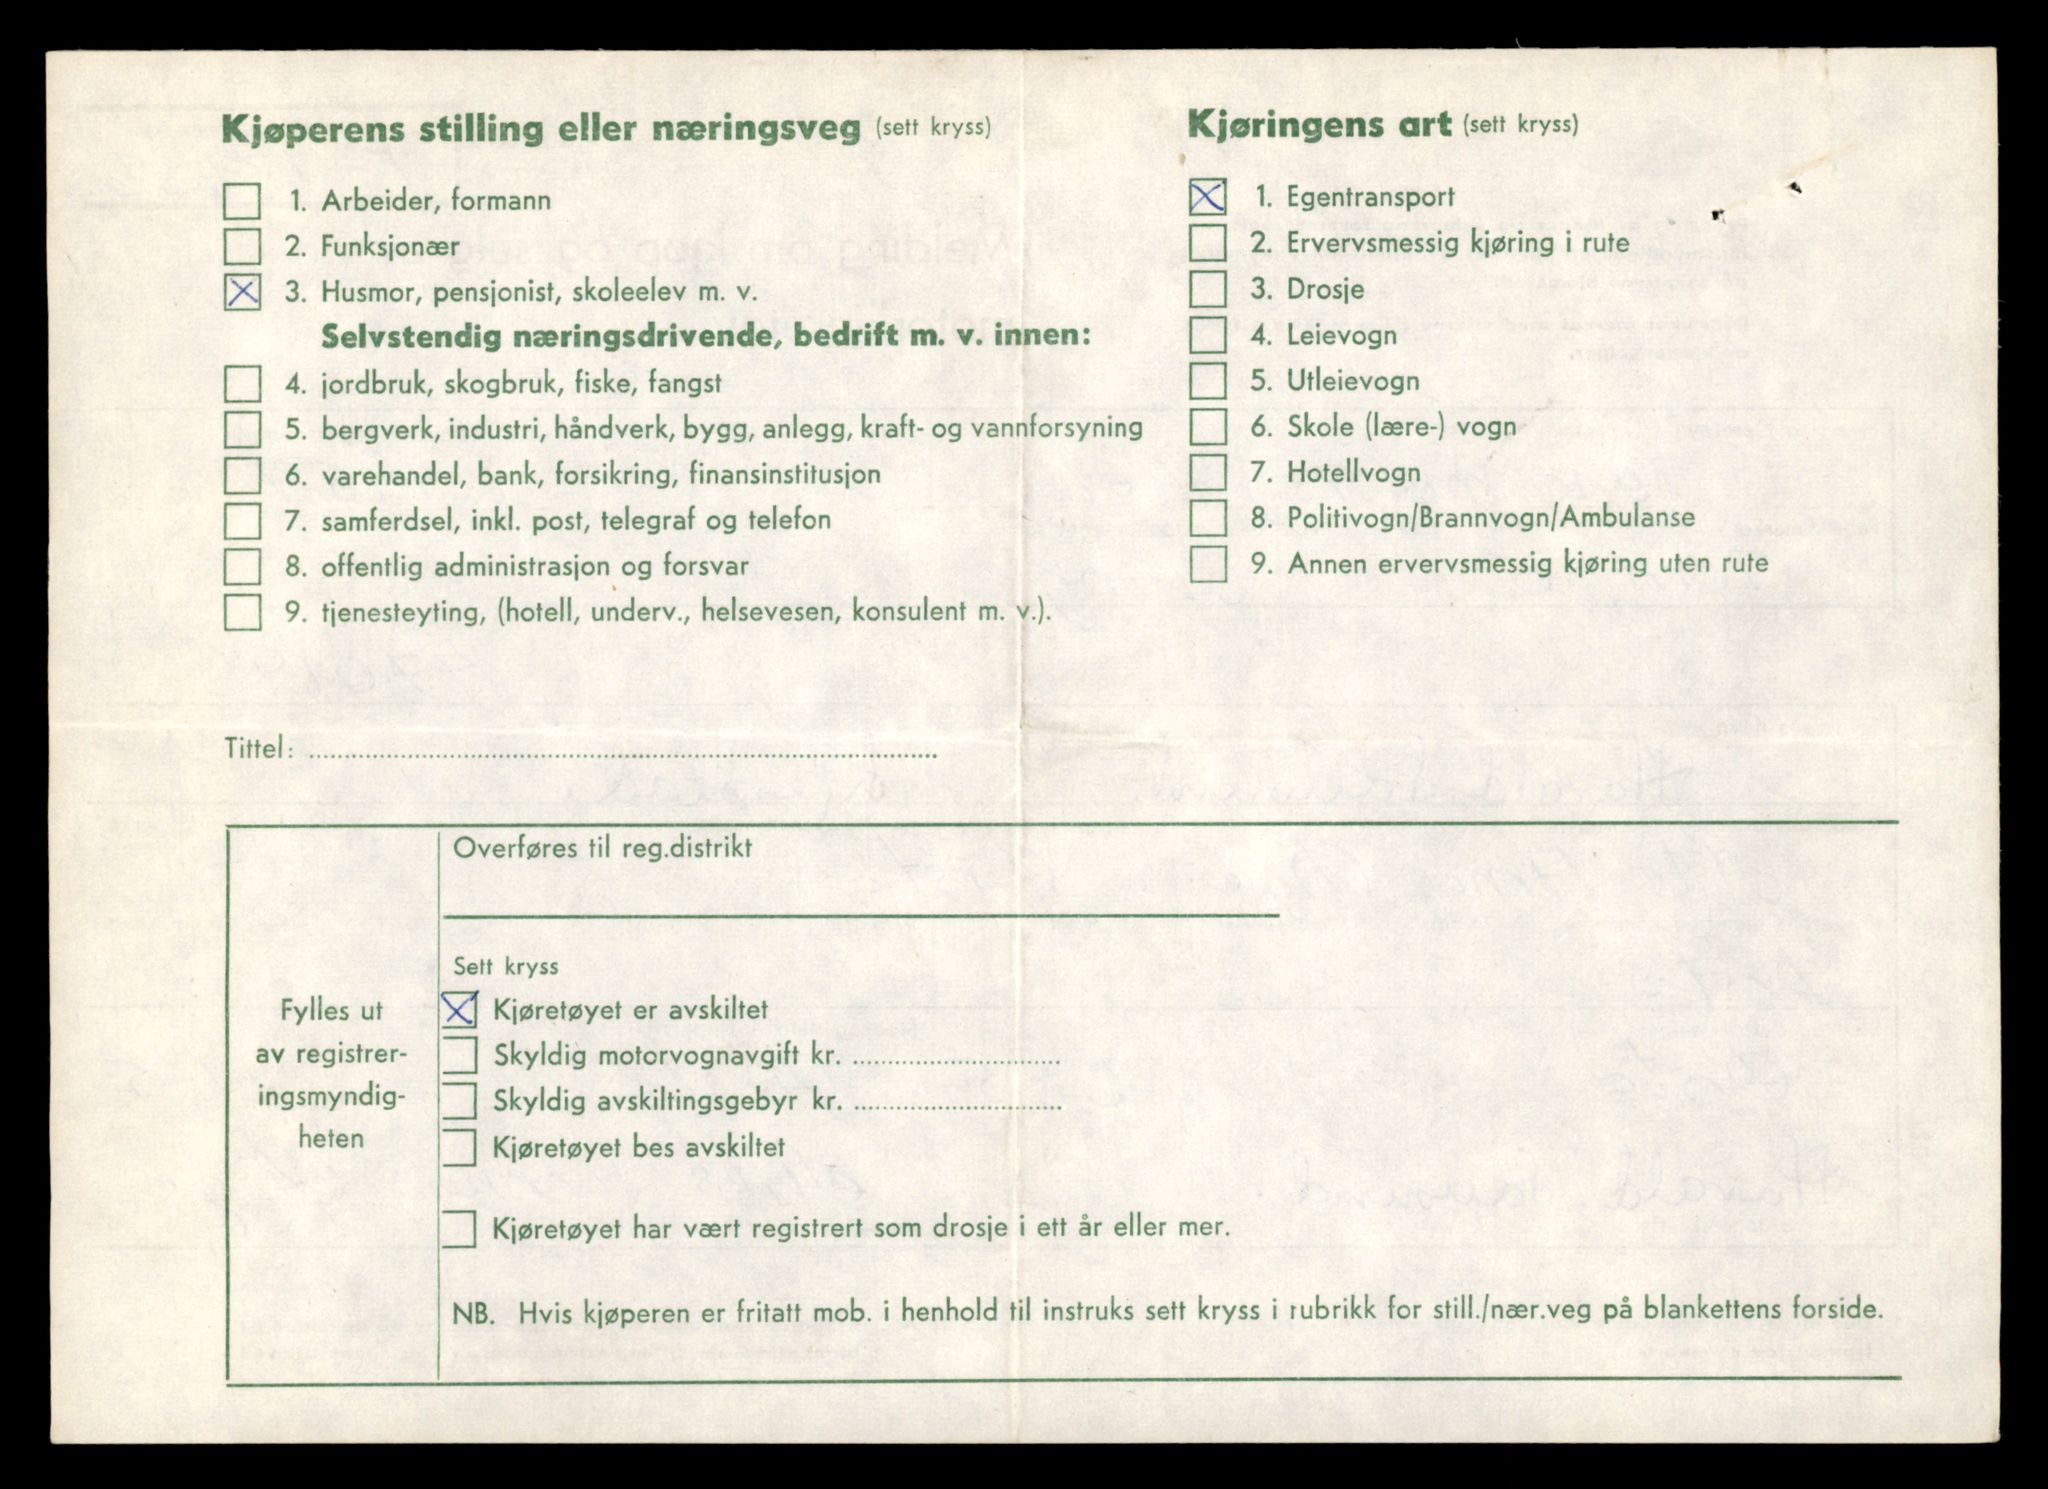 Kjøperens stilling eller næringsveg (sett kryss)
1. Arbeider, formann
2. Funksjonær
3. Husmor, pensjonist, skoleelev m. v.
Selvstendig næringsdrivende, bedrift m. v. innen:
4. jordbruk, skogbruk, fiske, fangst
5. bergverk, industri, håndverk, bygg, anlegg, kraft- og vannforsyning
6. varehandel, bank, forsikring, finansinstitusjon
7. samferdsel, inkl. post, telegraf og telefon
8. offentlig administrasjon og forsvar
9. tjenesteyting, (hotell, underv., helsevesen, konsulent m. v.).
Kjøringens art (sett kryss)
1. Egentransport
2. Ervervsmessig kjøring i rute
3. Drosje
4. Leievogn
5. Utleievogn
6. Skole (lære-) vogn
7. Hotellvogn
8. Politivogn/Brannvogn/Ambulanse
9. Annen ervervsmessig kjøring uten rute
Tittel:
Fylles ut
av registrer-
ingsmyndig-
heten
Overføres til reg.distrikt
Sett kryss
Kjøretøyet er avskiltet
Skyldig motorvognavgift kr.
Skyldig avskiltingsgebyr kr.
Kjøretøyet bes avskiltet
Kjøretøyet har vært registrert som drosje i ett år eller mer.
NB. Hvis kjøperen er fritatt mob. i henhold til instruks sett kryss i rubrikk for still./nær.veg på blankettens forside.